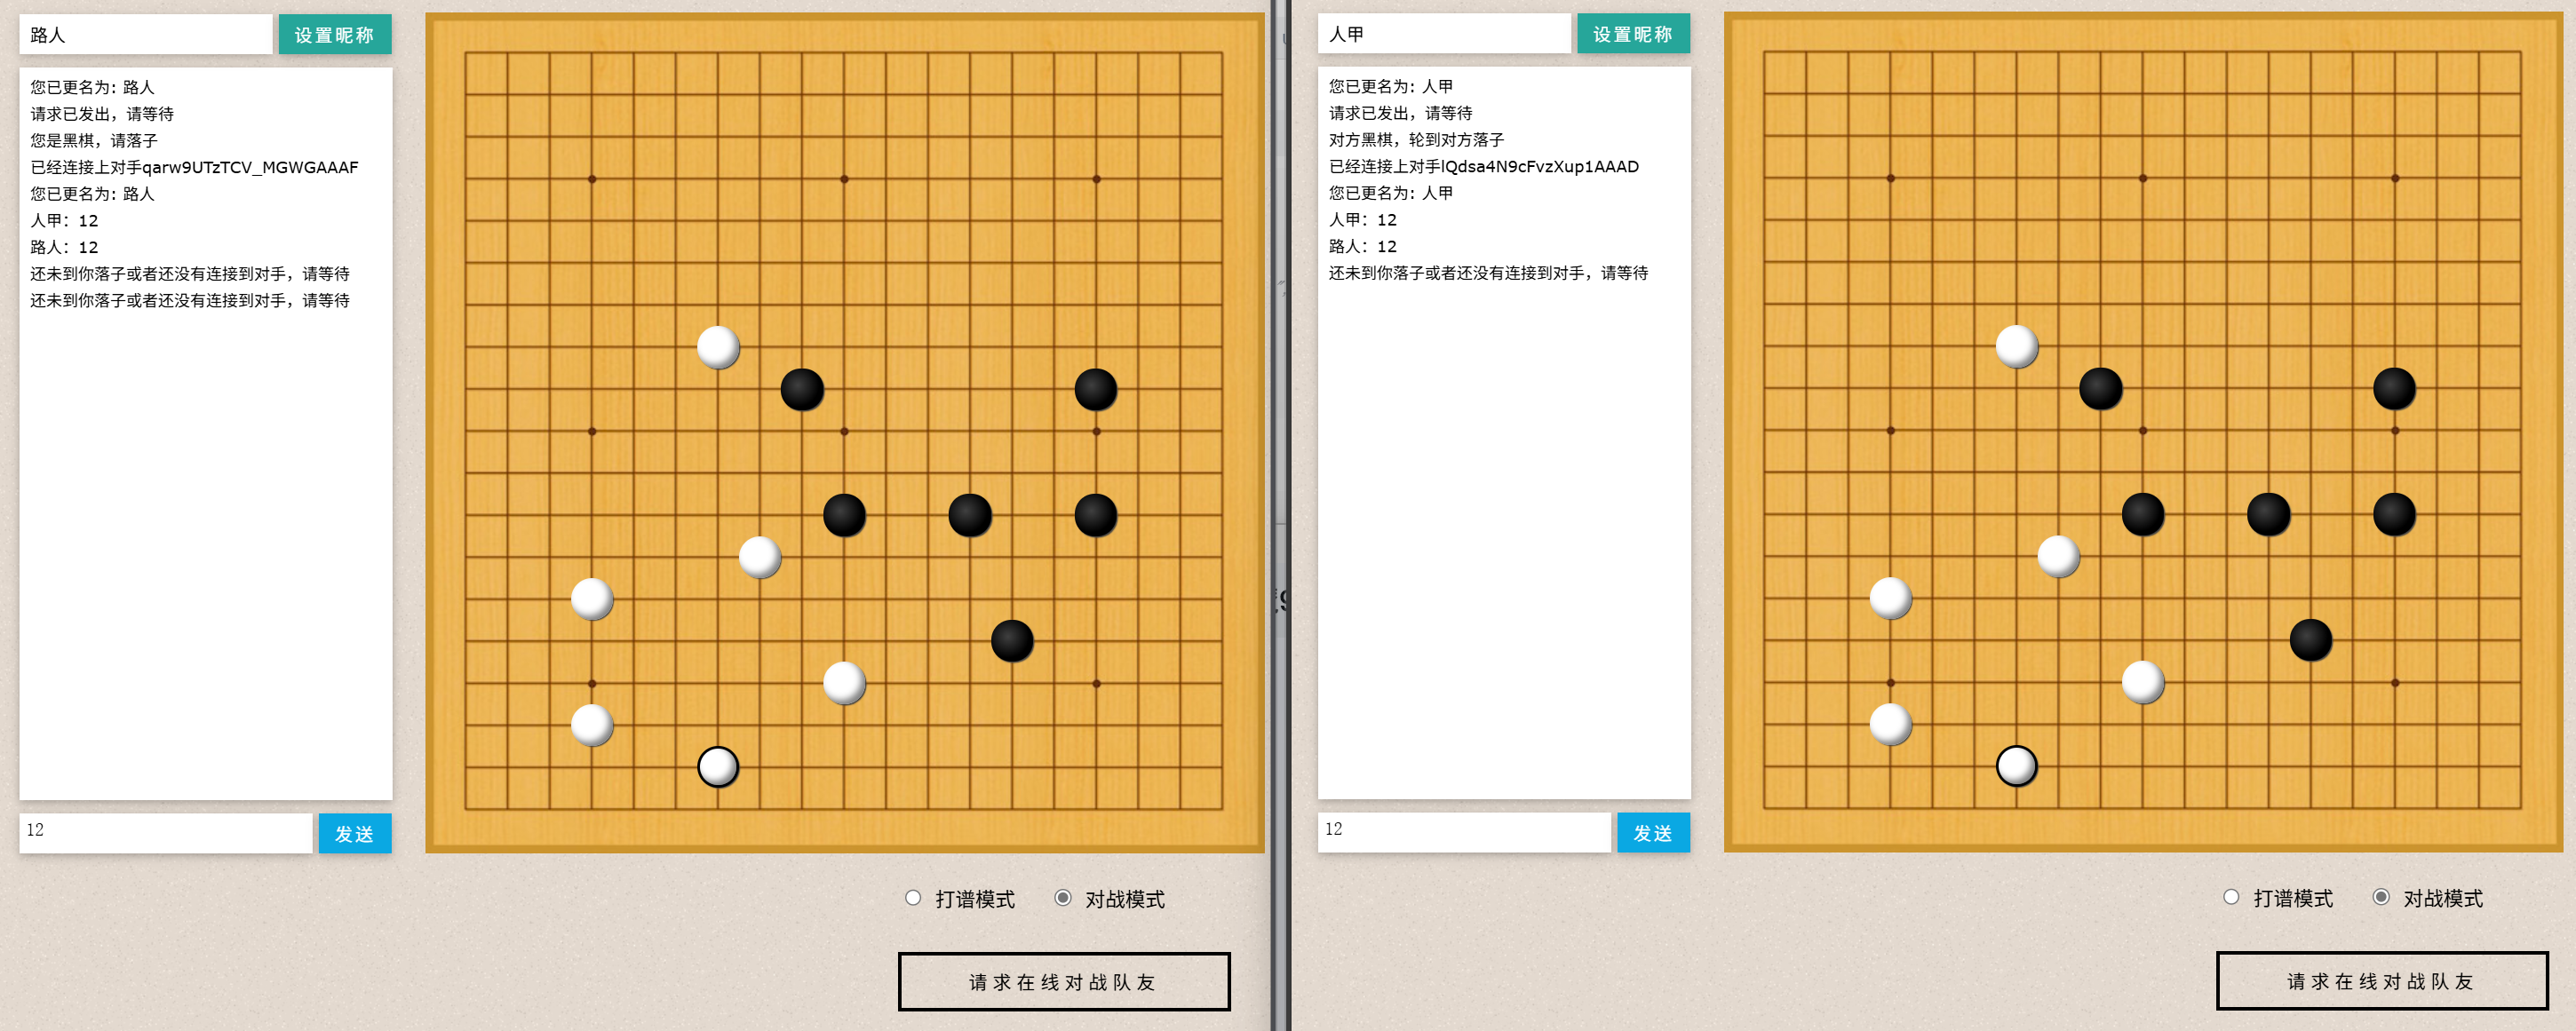 路人
设置昵称
您已更名为: 路人
请求已发出，请等待
您是黑棋，请落子
已经连接上对手qarw9UTzTCV_MGWGAAAF
您已更名为: 路人
人甲：12
路人：12
还未到你落子或者还没有连接到对手，请等待
还未到你落子或者还没有连接到对手，请等待
12
发送
打谱模式
对战模式
请求在线对战队友
人甲
设置昵称
您已更名为: 人甲
请求已发出，请等待
对方黑棋，轮到对方落子
已经连接上对手lQdsa4N9cFvzXup1AAAD
您已更名为: 人甲
人甲：12
路人：12
还未到你落子或者还没有连接到对手，请等待
12
发送
打谱模式
对战模式
请求在线对战队友